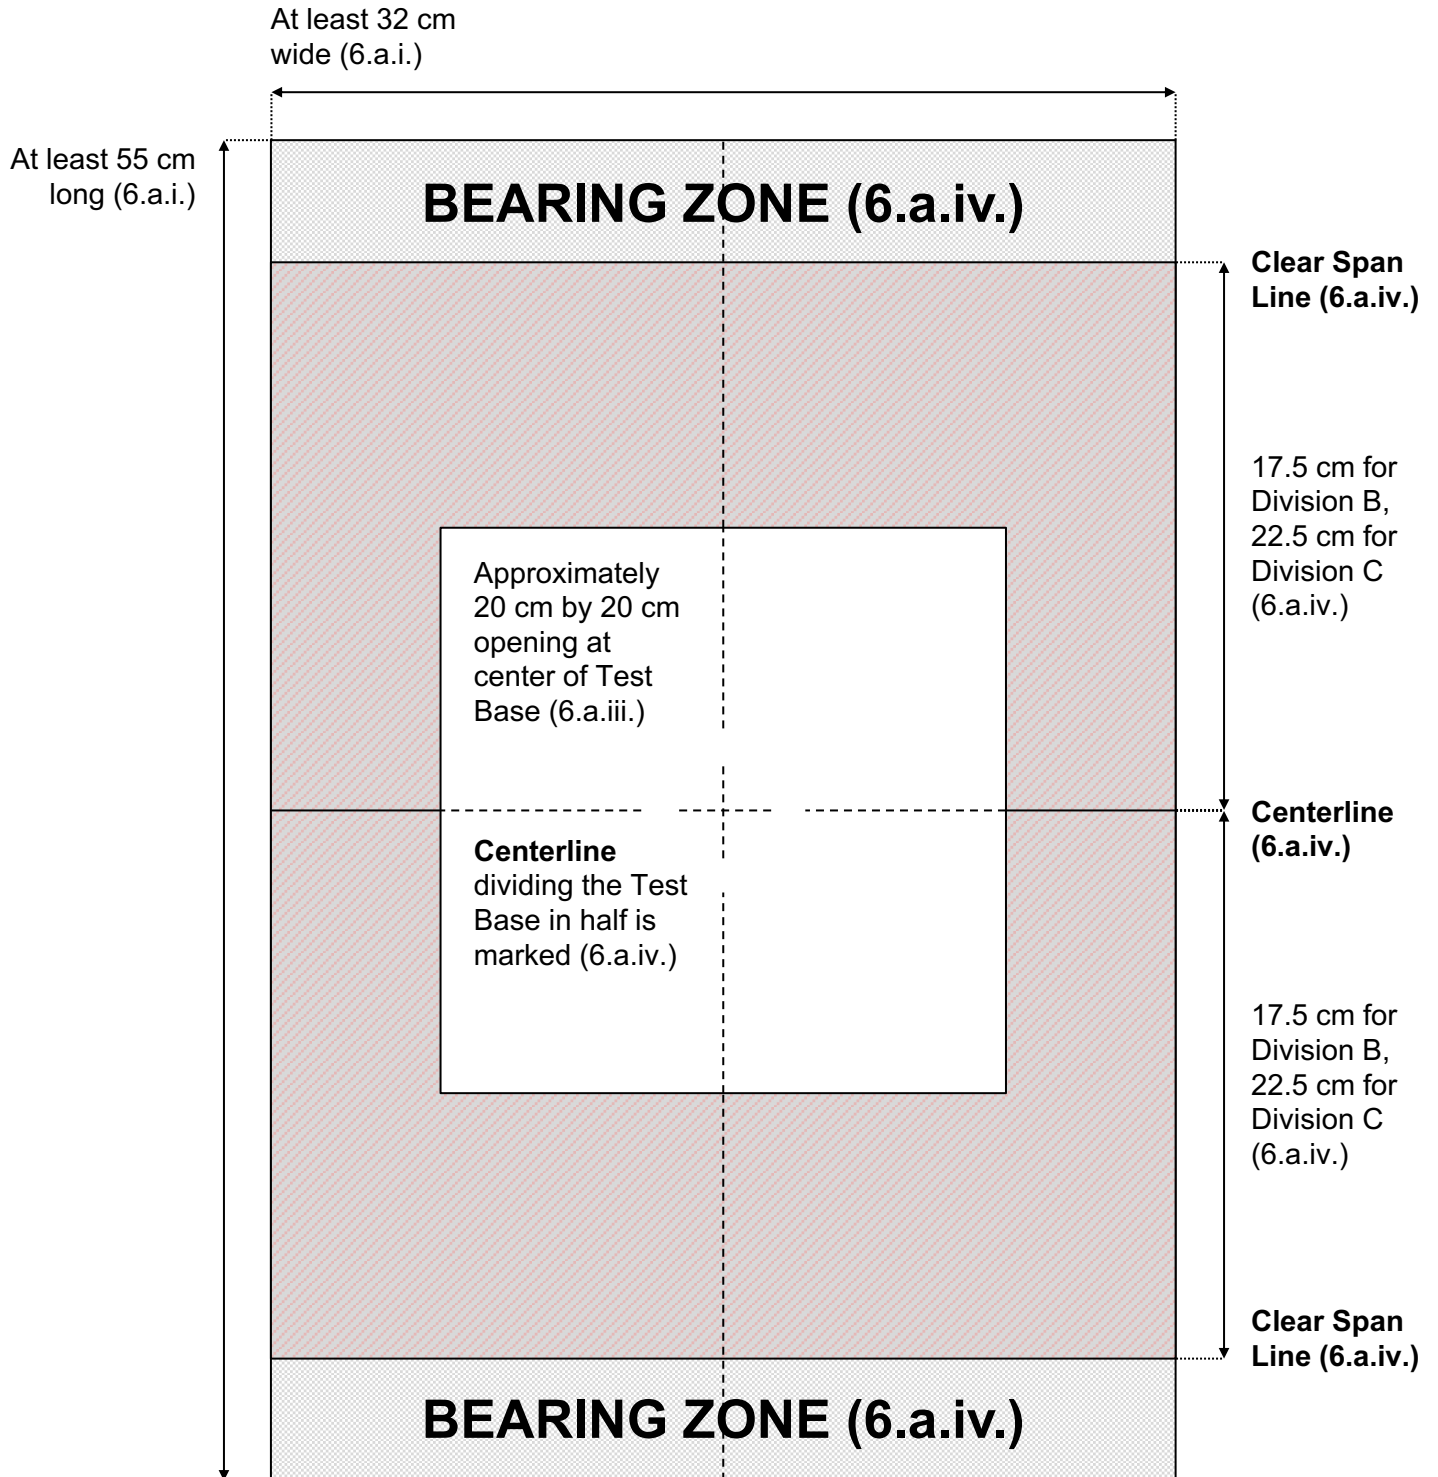 At least 32 cm
wide (6.a.i.)
At least 55 cm
long (6.a.i.)
BEARING ZONE (6.a.iv.)
Clear Span
Line (6.a.iv.)
17.5 cm for
Division B,
22.5 cm for
Division C
(6.a.iv.)
Approximately
20 cm by 20 cm
opening at
center of Test
Base (6.a.iii.)
Centerline
(6.a.iv.)
Centerline
dividing the Test
Base in half is
marked (6.a.iv.)
17.5 cm for
Division B,
22.5 cm for
Division C
(6.a.iv.)
Clear Span
Line (6.a.iv.)
BEARING ZONE (6.a.iv.)